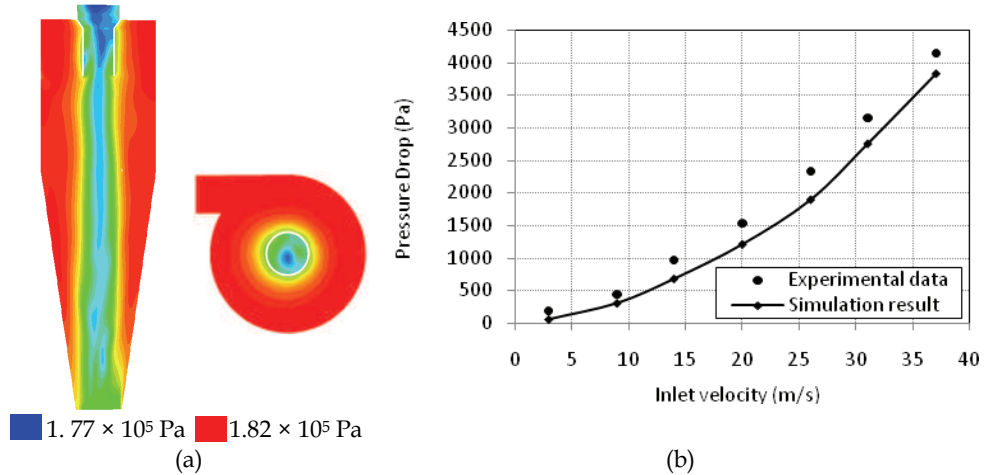 1. 77 × 10⁵ Pa
1.82 × 10⁵ Pa
(a)
(b)
Pressure Drop (Pa)
4500
4000
3500
3000
2500
2000
1500
1000
500
0
Experimental data
Simulation result
0 5 10 15 20 25 30 35 40
Inlet velocity (m/s)